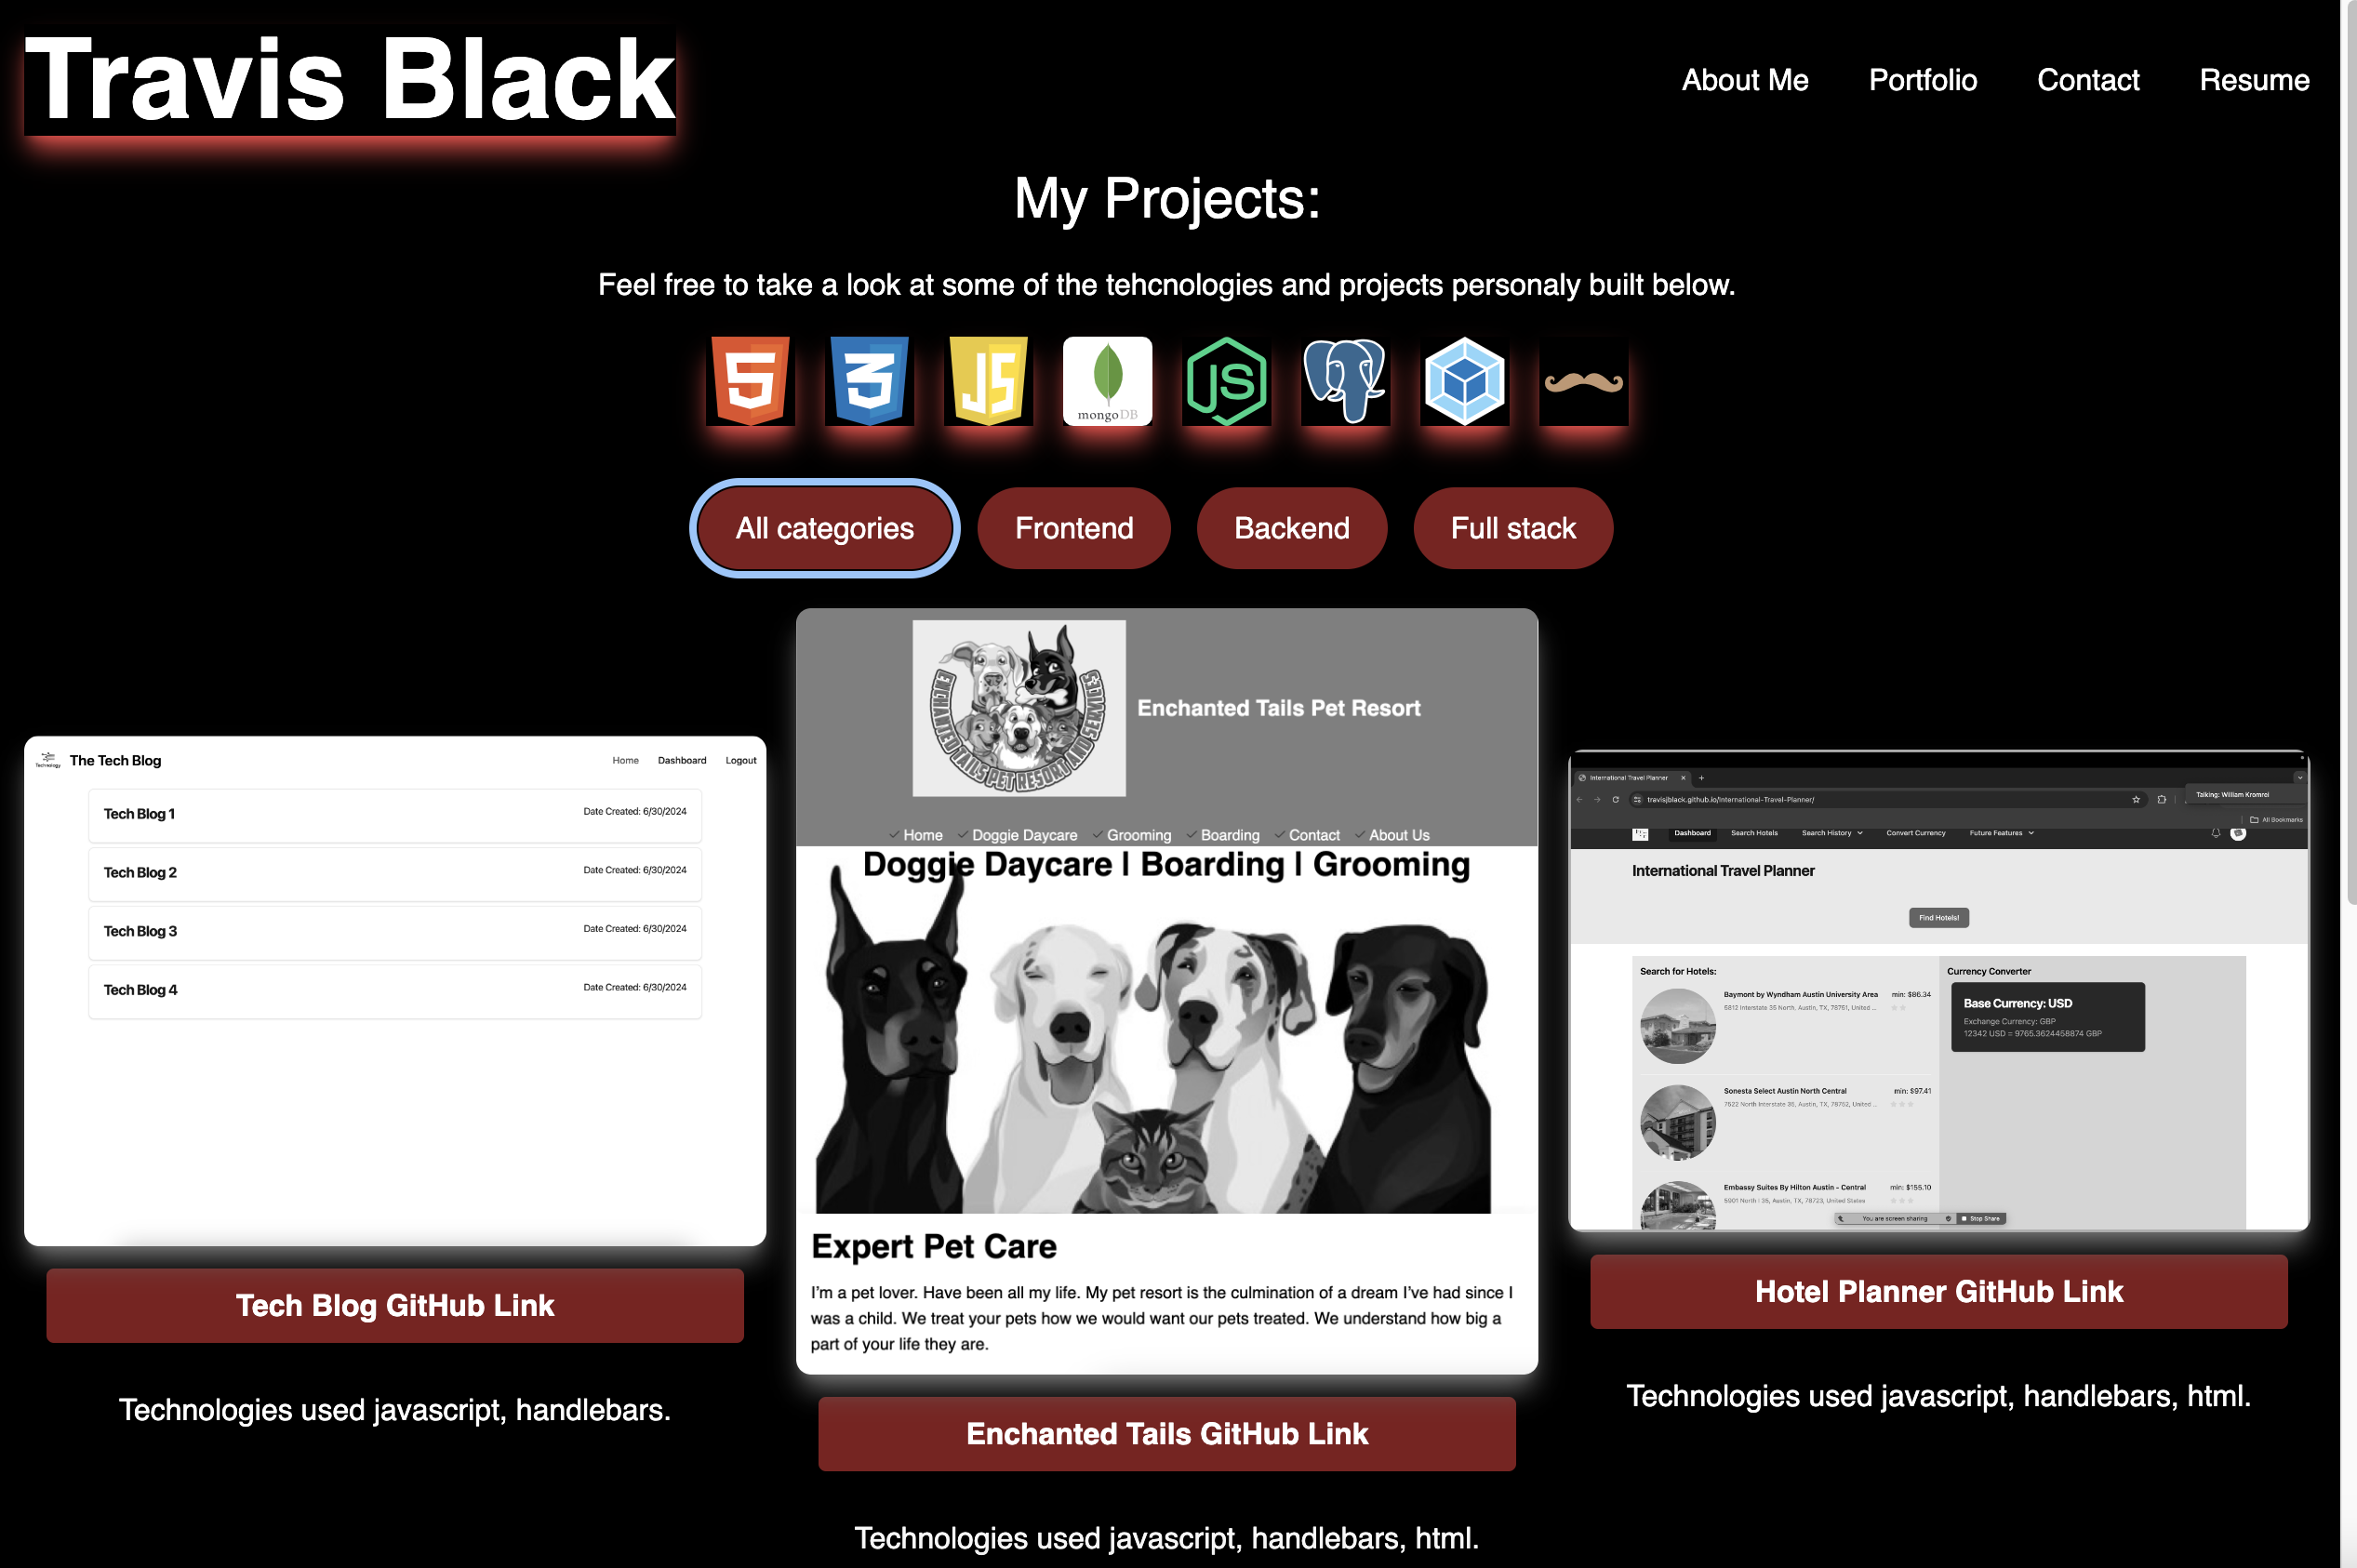 Travis Black
About Me
Portfolio
Contact
Resume
My Projects:
Feel free to take a look at some of the tehcnologies and projects personaly built below.
5
3
JS
mongoDB
JS
All categories
Frontend
Backend
Full stack
Technology
The Tech Blog
Home
Dashboard
Logout
Tech Blog 1
Date Created: 6/30/2024
Tech Blog 2
Date Created: 6/30/2024
Tech Blog 3
Date Created: 6/30/2024
Tech Blog 4
Date Created: 6/30/2024
Tech Blog GitHub Link
Technologies used javascript, handlebars.
ENCHANTED TAILS PET RESORT AND SERVICES
Enchanted Tails Pet Resort
Home
Doggie Daycare
Grooming
Boarding
Contact
About Us
Doggie Daycare | Boarding | Grooming
Expert Pet Care
I'm a pet lover. Have been all my life. My pet resort is the culmination of a dream I've had since I
was a child. We treat your pets how we would want our pets treated. We understand how big a
part of your life they are.
Enchanted Tails GitHub Link
Technologies used javascript, handlebars, html.
International Travel Planner
travisjblack.github.io/International-Travel-Planner/
Talking: William Kromrei
All Bookmarks
Dashboard
Search Hotels
Search History
Convert Currency
Future Features
International Travel Planner
Find Hotels!
Search for Hotels:
Baymont by Wyndham Austin University Area
min: $86.34
5812 Interstate 35 North, Austin, TX, 78751, United ...
Sonesta Select Austin North Central
min: $97.41
7522 North Interstate 35, Austin, TX, 78752, United ...
Embassy Suites By Hilton Austin - Central
min: $155.10
5901 North I 35, Austin, TX, 78723, United States
Currency Converter
Base Currency: USD
Exchange Currency: GBP
12342 USD = 9765.3624458874 GBP
You are screen sharing
Stop Share
Hotel Planner GitHub Link
Technologies used javascript, handlebars, html.